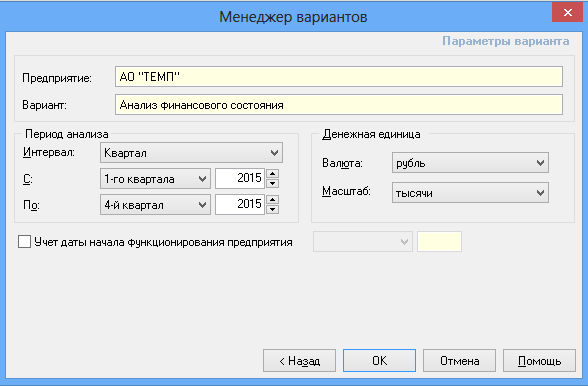 Менеджер вариантов
Параметры варианта
Предприятие: АО "ТЕМП"
Вариант: Анализ финансового состояния
Период анализа
Интервал: Квартал
С: 1-го квартала 2015
По: 4-й квартал 2015
Денежная единица
Валюта: рубль
Масштаб: тысячи
Учет даты начала функционирования предприятия
< Назад OK Отмена Помощь